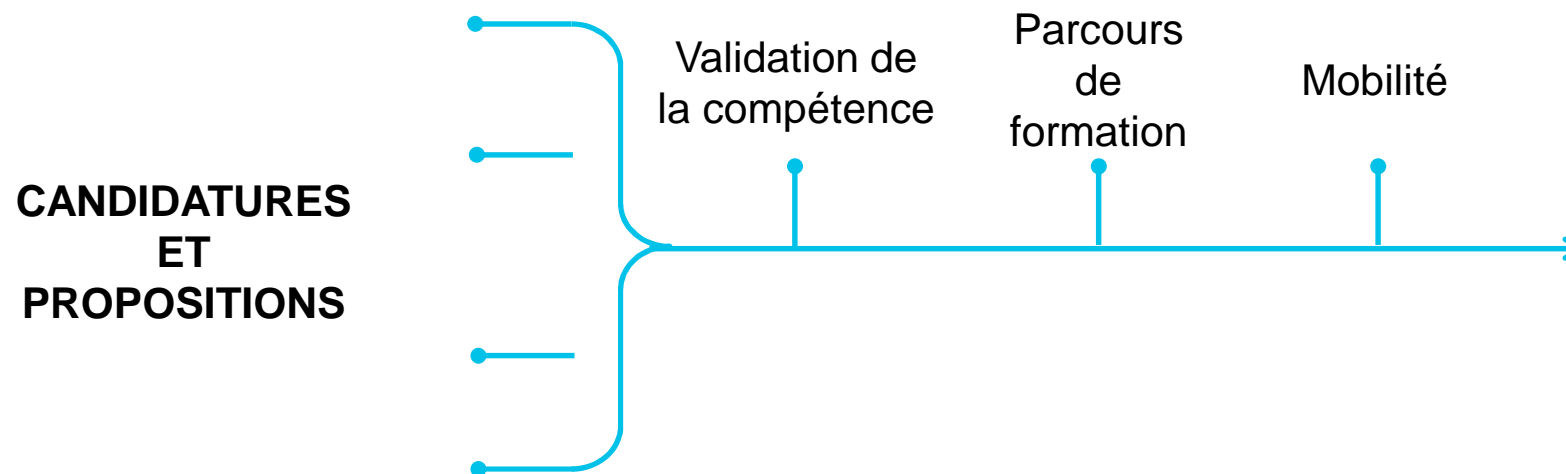 CANDIDATURES
ET
PROPOSITIONS
Validation de
la compétence
Parcours
de
formation
Mobilité